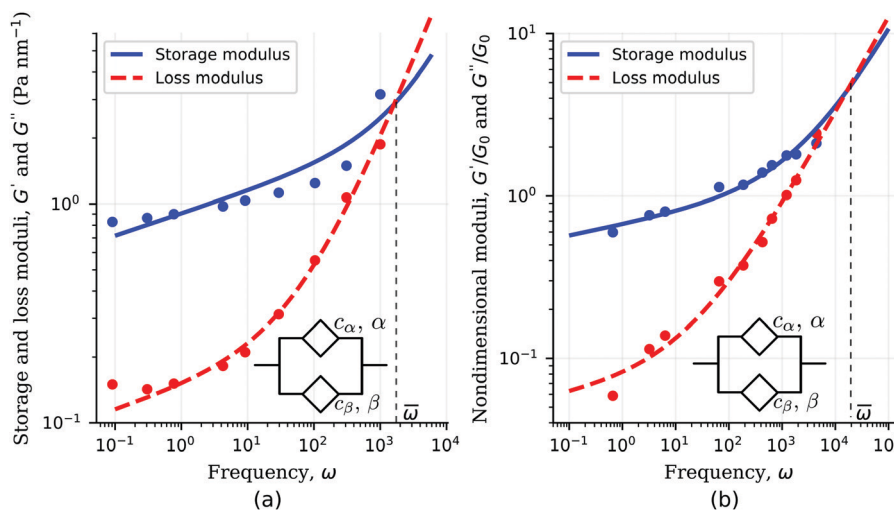 Storage and loss moduli, G′ and G″ (Pa nm⁻¹)
Storage modulus
Loss modulus
10⁰
10⁻¹
c_α, α
c_β, β
ω̅
10⁻¹ 10⁰ 10¹ 10² 10³ 10⁴
Frequency, ω
(a)
Nondimensional moduli, G′/G₀ and G″/G₀
Storage modulus
Loss modulus
10¹
10⁰
10⁻¹
c_α, α
c_β, β
ω̅
10⁻¹ 10⁰ 10¹ 10² 10³ 10⁴ 10⁵
Frequency, ω
(b)